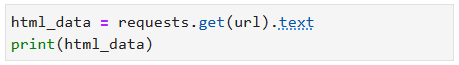 html_data = requests.get(url).text
print(html_data)